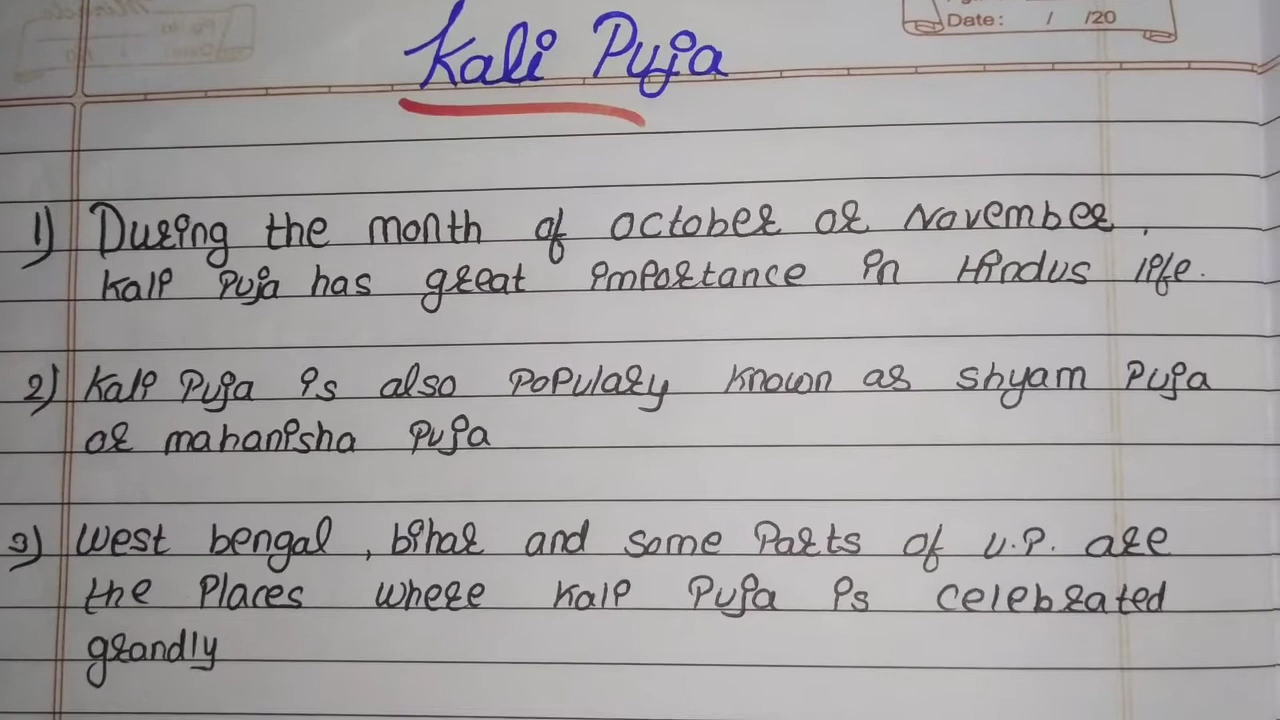 Date: / /20
Kali Puja
1) During the month of october or November.
Kali Puja has great importance in Hindus life.
2) Kali Puja is also Populary known as shyam Puja
or mahanisha Puja
3) West bengal, bihar and some Parts of U.P. are
the Places where Kali Puja is celebrated
grandly